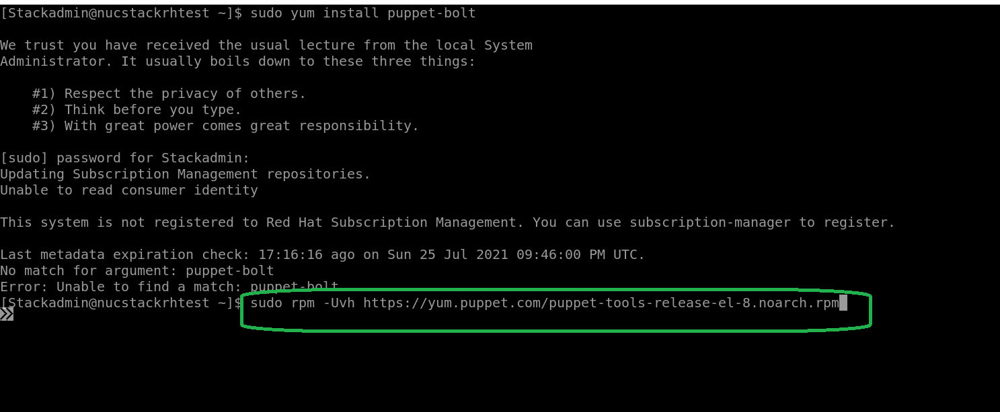 [Stackadmin@nucstackrhtest ~]$ sudo yum install puppet-bolt
We trust you have received the usual lecture from the local System
Administrator. It usually boils down to these three things:
#1) Respect the privacy of others.
#2) Think before you type.
#3) With great power comes great responsibility.
[sudo] password for Stackadmin:
Updating Subscription Management repositories.
Unable to read consumer identity
This system is not registered to Red Hat Subscription Management. You can use subscription-manager to register.
Last metadata expiration check: 17:16:16 ago on Sun 25 Jul 2021 09:46:00 PM UTC.
No match for argument: puppet-bolt
Error: Unable to find a match: puppet-bolt
[Stackadmin@nucstackrhtest ~]$ sudo rpm -Uvh https://yum.puppet.com/puppet-tools-release-el-8.noarch.rpm